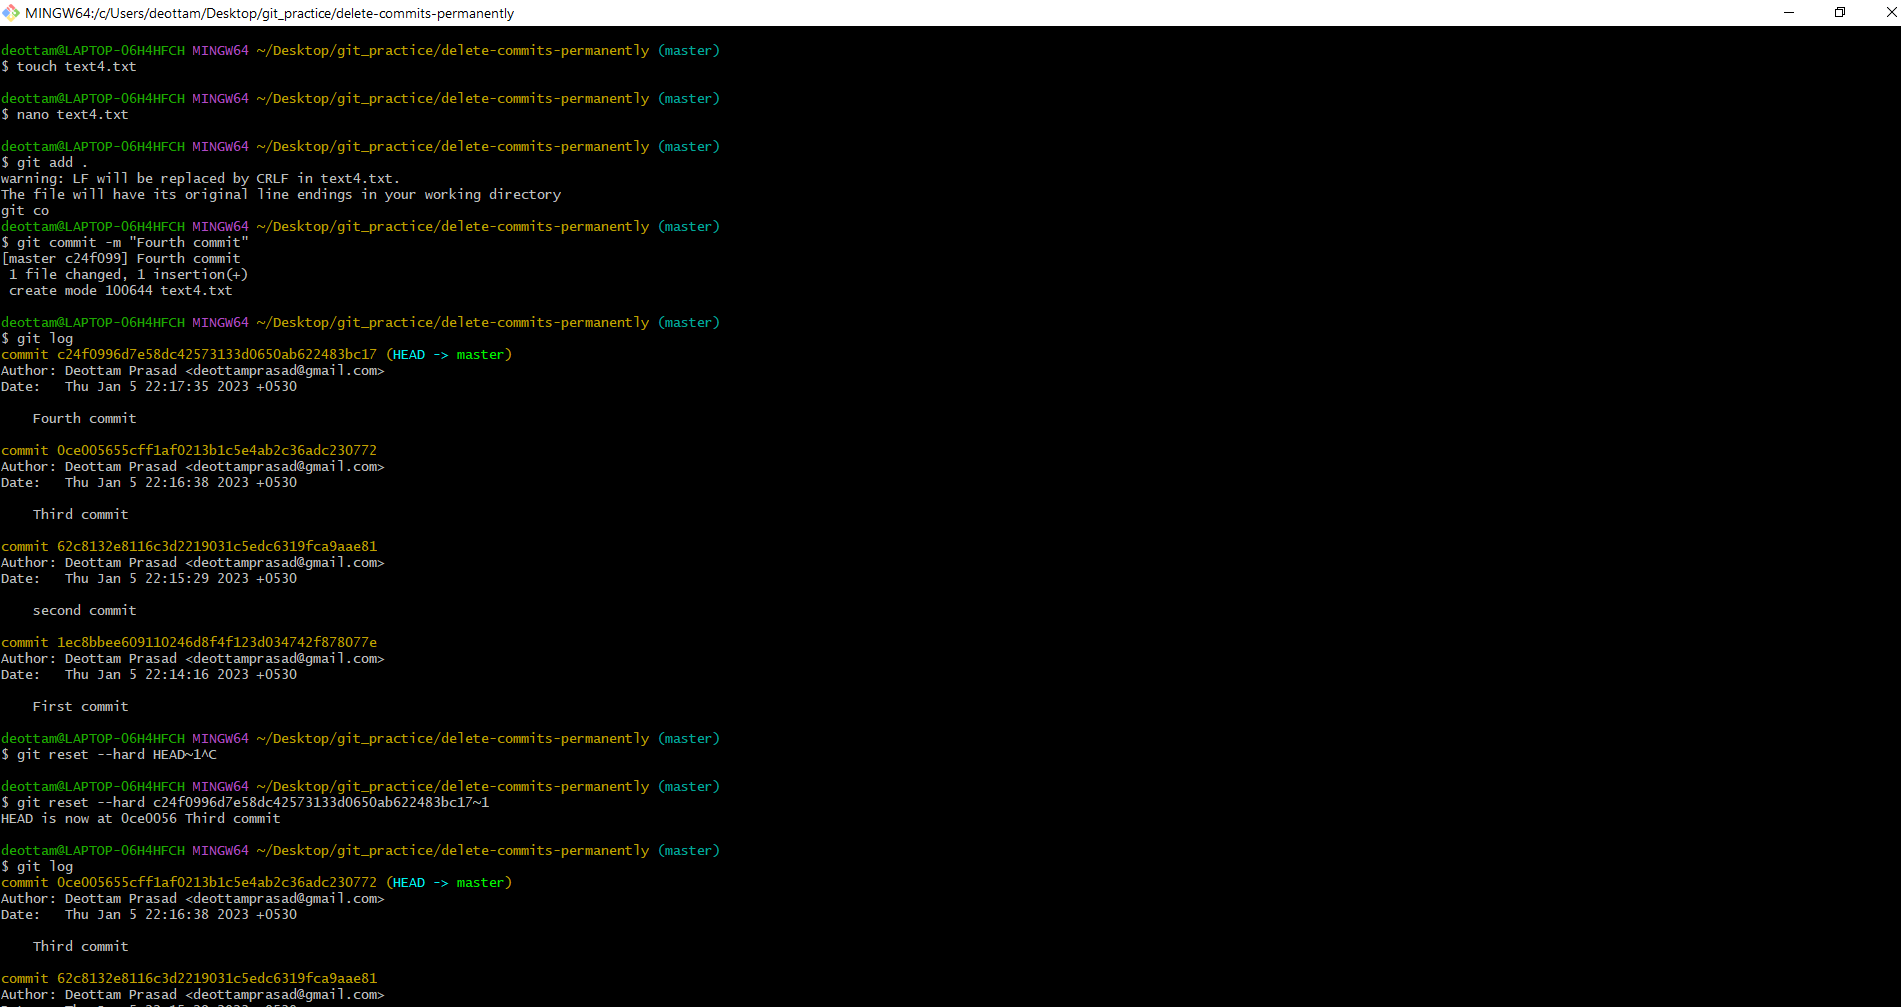 MINGW64:/c/Users/deottam/Desktop/git_practice/delete-commits-permanently
deottam@LAPTOP-O6H4HFCH MINGW64 ~/Desktop/git_practice/delete-commits-permanently (master)
$ touch text4.txt
deottam@LAPTOP-O6H4HFCH MINGW64 ~/Desktop/git_practice/delete-commits-permanently (master)
$ nano text4.txt
deottam@LAPTOP-O6H4HFCH MINGW64 ~/Desktop/git_practice/delete-commits-permanently (master)
$ git add .
warning: LF will be replaced by CRLF in text4.txt.
The file will have its original line endings in your working directory
git co
deottam@LAPTOP-O6H4HFCH MINGW64 ~/Desktop/git_practice/delete-commits-permanently (master)
$ git commit -m "Fourth commit"
[master c24f099] Fourth commit
 1 file changed, 1 insertion(+)
 create mode 100644 text4.txt
deottam@LAPTOP-O6H4HFCH MINGW64 ~/Desktop/git_practice/delete-commits-permanently (master)
$ git log
commit c24f0996d7e58dc42573133d0650ab622483bc17 (HEAD -> master)
Author: Deottam Prasad <deottamprasad@gmail.com>
Date:   Thu Jan 5 22:17:35 2023 +0530
    Fourth commit
commit 0ce005655cff1af0213b1c5e4ab2c36adc230772
Author: Deottam Prasad <deottamprasad@gmail.com>
Date:   Thu Jan 5 22:16:38 2023 +0530
    Third commit
commit 62c8132e8116c3d2219031c5edc6319fca9aae81
Author: Deottam Prasad <deottamprasad@gmail.com>
Date:   Thu Jan 5 22:15:29 2023 +0530
    second commit
commit 1ec8bbee609110246d8f4f123d034742f878077e
Author: Deottam Prasad <deottamprasad@gmail.com>
Date:   Thu Jan 5 22:14:16 2023 +0530
    First commit
deottam@LAPTOP-O6H4HFCH MINGW64 ~/Desktop/git_practice/delete-commits-permanently (master)
$ git reset --hard HEAD~1^C
deottam@LAPTOP-O6H4HFCH MINGW64 ~/Desktop/git_practice/delete-commits-permanently (master)
$ git reset --hard c24f0996d7e58dc42573133d0650ab622483bc17~1
HEAD is now at 0ce0056 Third commit
deottam@LAPTOP-O6H4HFCH MINGW64 ~/Desktop/git_practice/delete-commits-permanently (master)
$ git log
commit 0ce005655cff1af0213b1c5e4ab2c36adc230772 (HEAD -> master)
Author: Deottam Prasad <deottamprasad@gmail.com>
Date:   Thu Jan 5 22:16:38 2023 +0530
    Third commit
commit 62c8132e8116c3d2219031c5edc6319fca9aae81
Author: Deottam Prasad <deottamprasad@gmail.com>